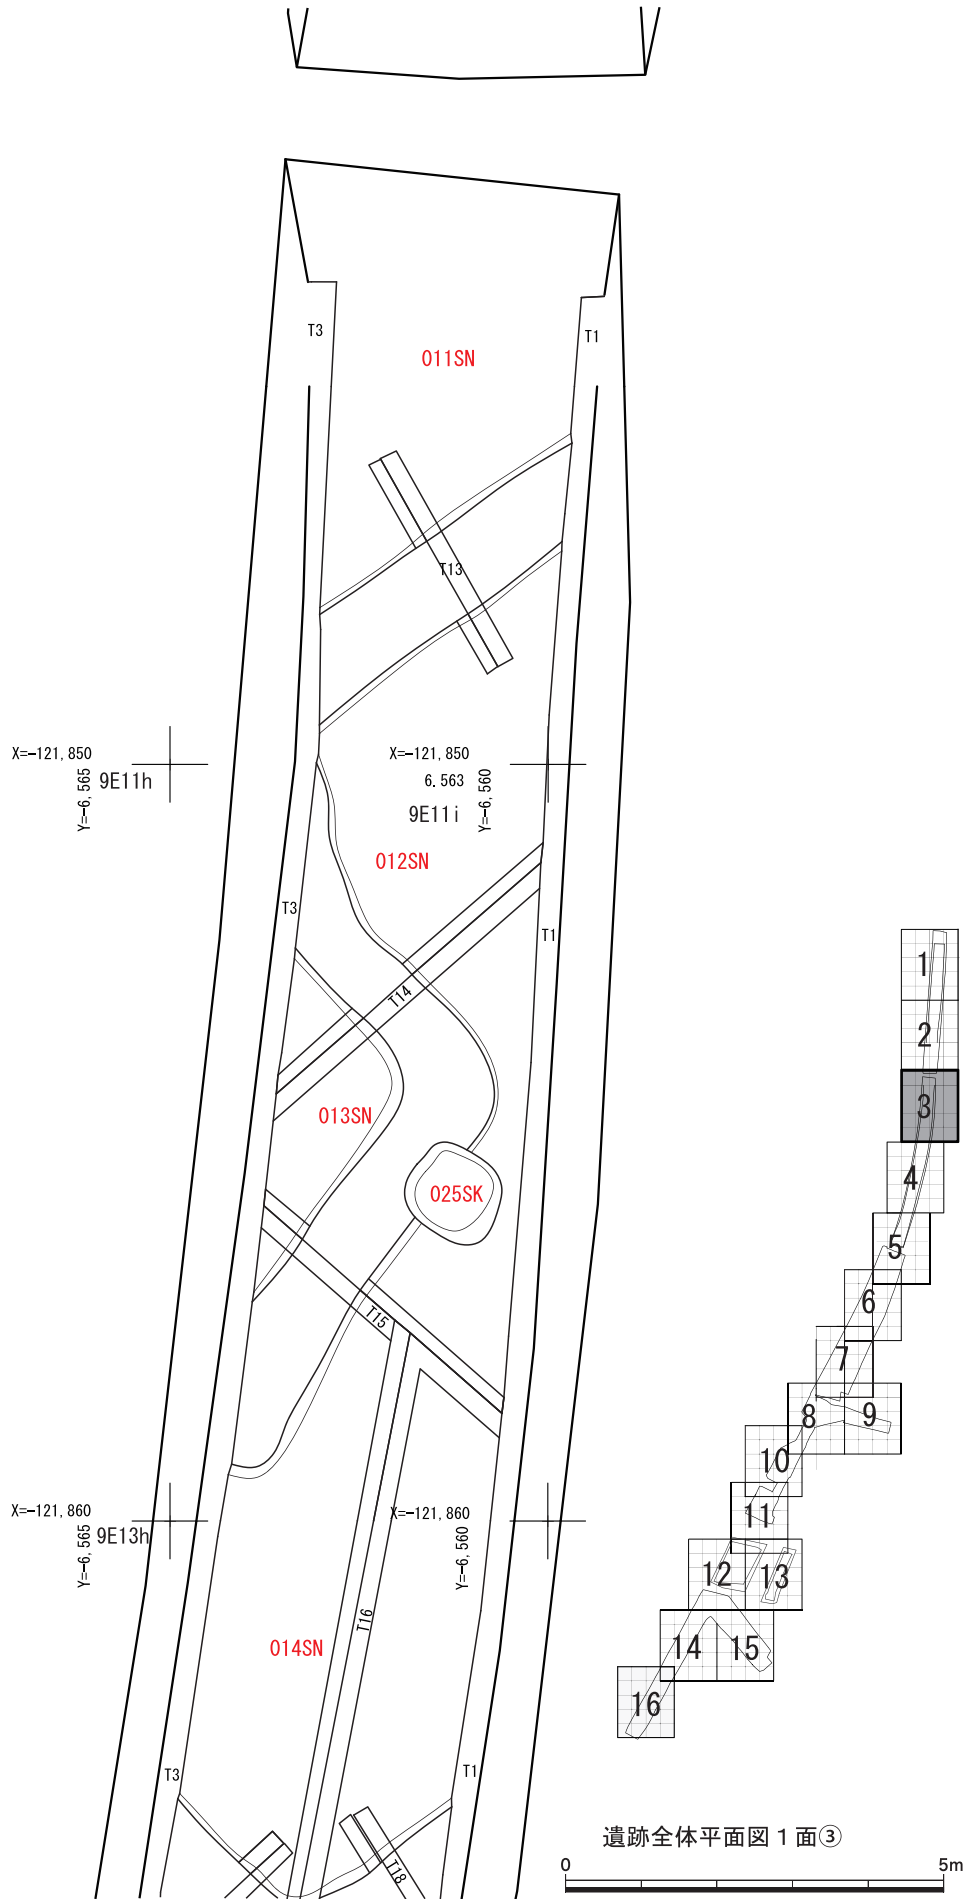 T3
T1
011SN
T13
X=-121,850
Y=-6,565
9E11h
X=-121,850
6.563
9E11i
Y=-6,560
012SN
T3
T1
T14
013SN
025SK
T15
X=-121,860
Y=-6,565
9E13h
X=-121,860
Y=-6,560
T16
014SN
T3
T1
T18
1
2
3
4
5
6
7
8
9
10
11
12
13
14
15
16
遺跡全体平面図1面③
0 5m